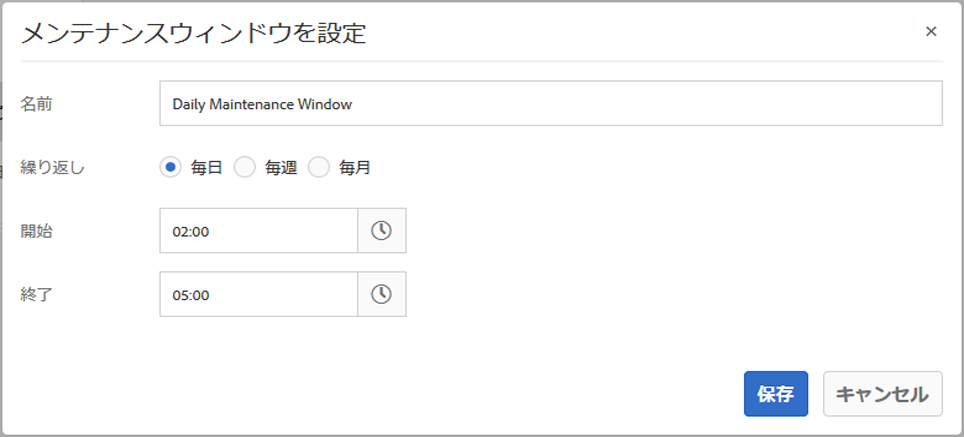 メンテナンスウィンドウを設定
名前 Daily Maintenance Window
繰り返し 毎日 毎週 毎月
開始 02:00
終了 05:00
保存 キャンセル